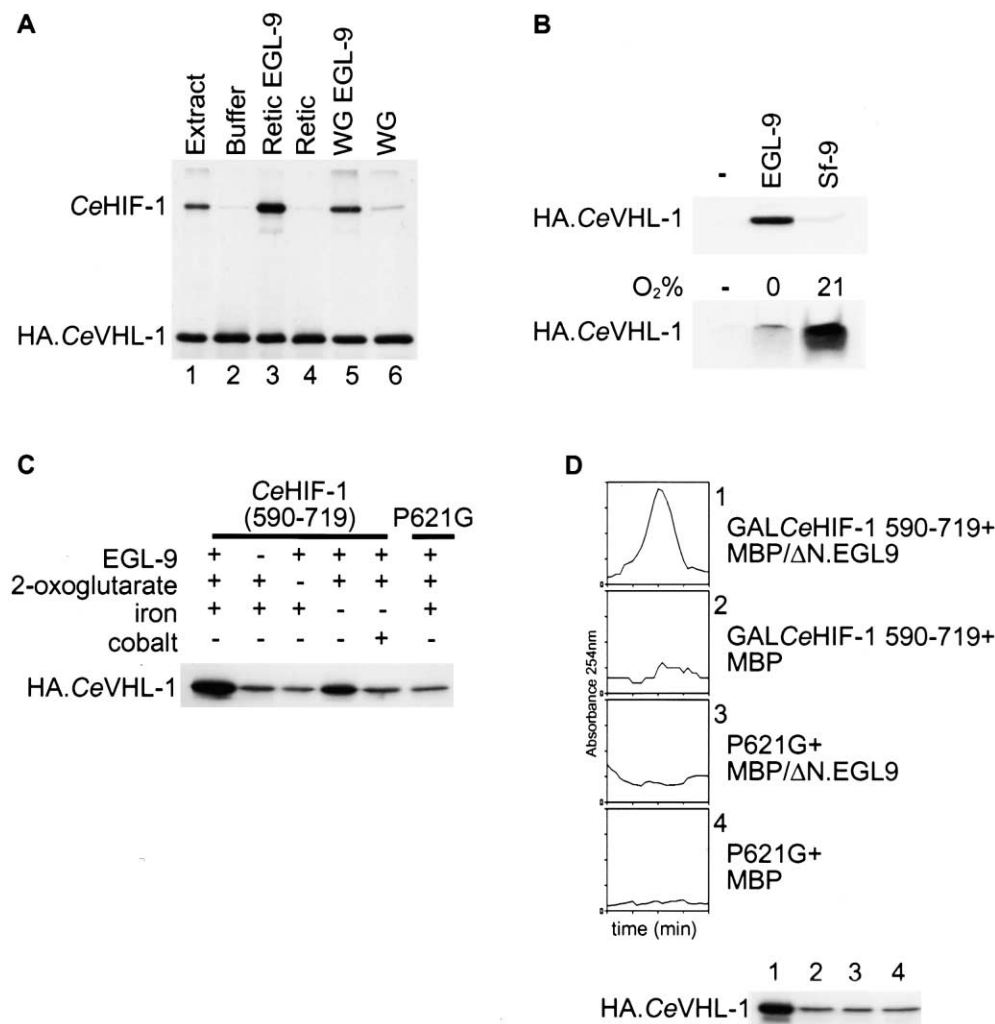 A
Extract
Buffer
Retic EGL-9
Retic
WG EGL-9
WG
CeHIF-1
HA.CeVHL-1
1 2 3 4 5 6
B
-
EGL-9
Sf-9
HA.CeVHL-1
O₂% - 0 21
HA.CeVHL-1
C
CeHIF-1
(590-719) P621G
EGL-9 + - + + + +
2-oxoglutarate + + - + + +
iron + + + - - +
cobalt - - - - + -
HA.CeVHL-1
D
Absorbance 254nm
1
GALCeHIF-1 590-719+
MBP/ΔN.EGL9
2
GALCeHIF-1 590-719+
MBP
3
P621G+
MBP/ΔN.EGL9
4
P621G+
MBP
time (min)
1 2 3 4
HA.CeVHL-1